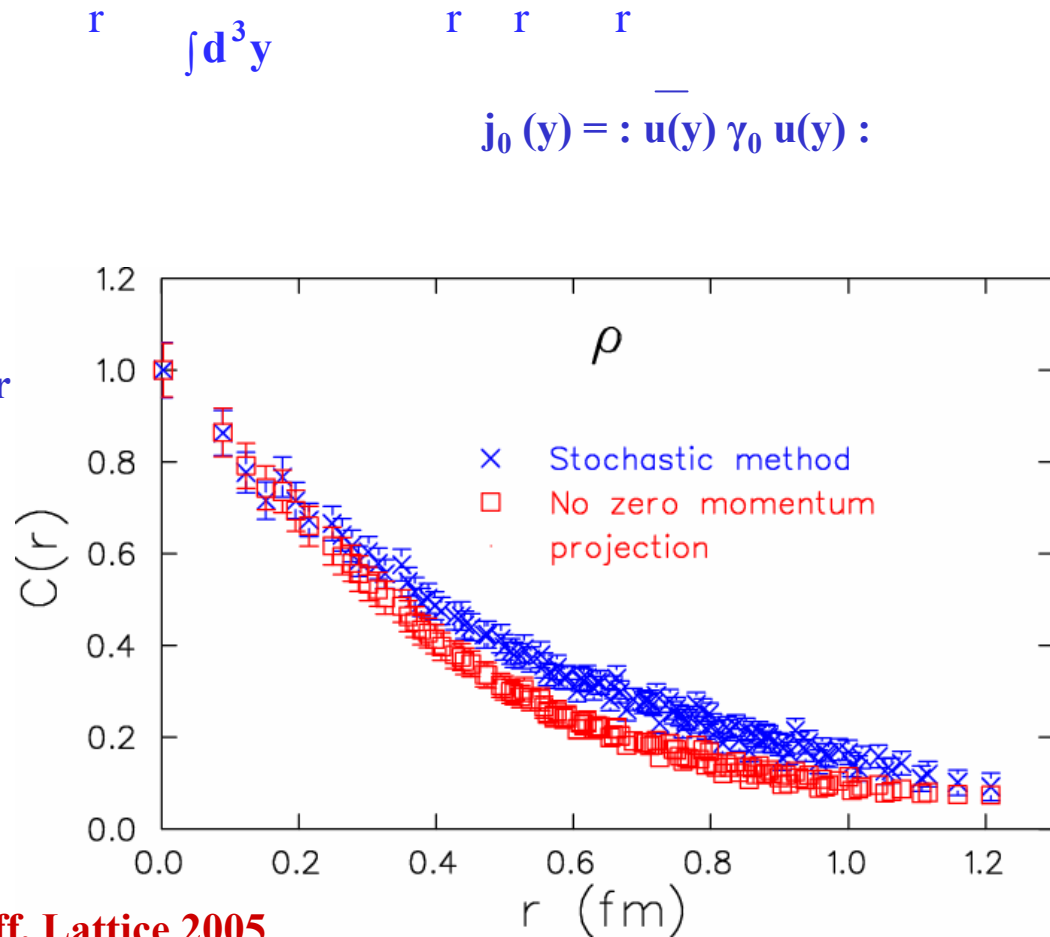 r r r r
∫d³y
j₀ (y) = : u̅(̅y̅)̅ γ₀ u(y) :
r
1.2
ρ
1.0
0.8
× Stochastic method
□ No zero momentum
projection
C(r)
0.6
0.4
0.2
0.0
0.0 0.2 0.4 0.6 0.8 1.0 1.2
r (fm)
Lattice 2005